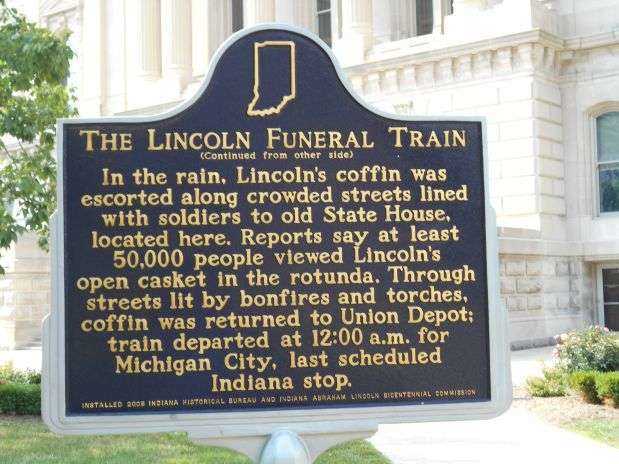 THE LINCOLN FUNERAL TRAIN
(Continued from other side)
In the rain, Lincoln's coffin was
escorted along crowded streets lined
with soldiers to old State House,
located here. Reports say at least
50,000 people viewed Lincoln's
open casket in the rotunda. Through
streets lit by bonfires and torches,
coffin was returned to Union Depot;
train departed at 12:00 a.m. for
Michigan City, last scheduled
Indiana stop.
INSTALLED 2008 INDIANA HISTORICAL BUREAU AND INDIANA ABRAHAM LINCOLN BICENTENNIAL COMMISSION